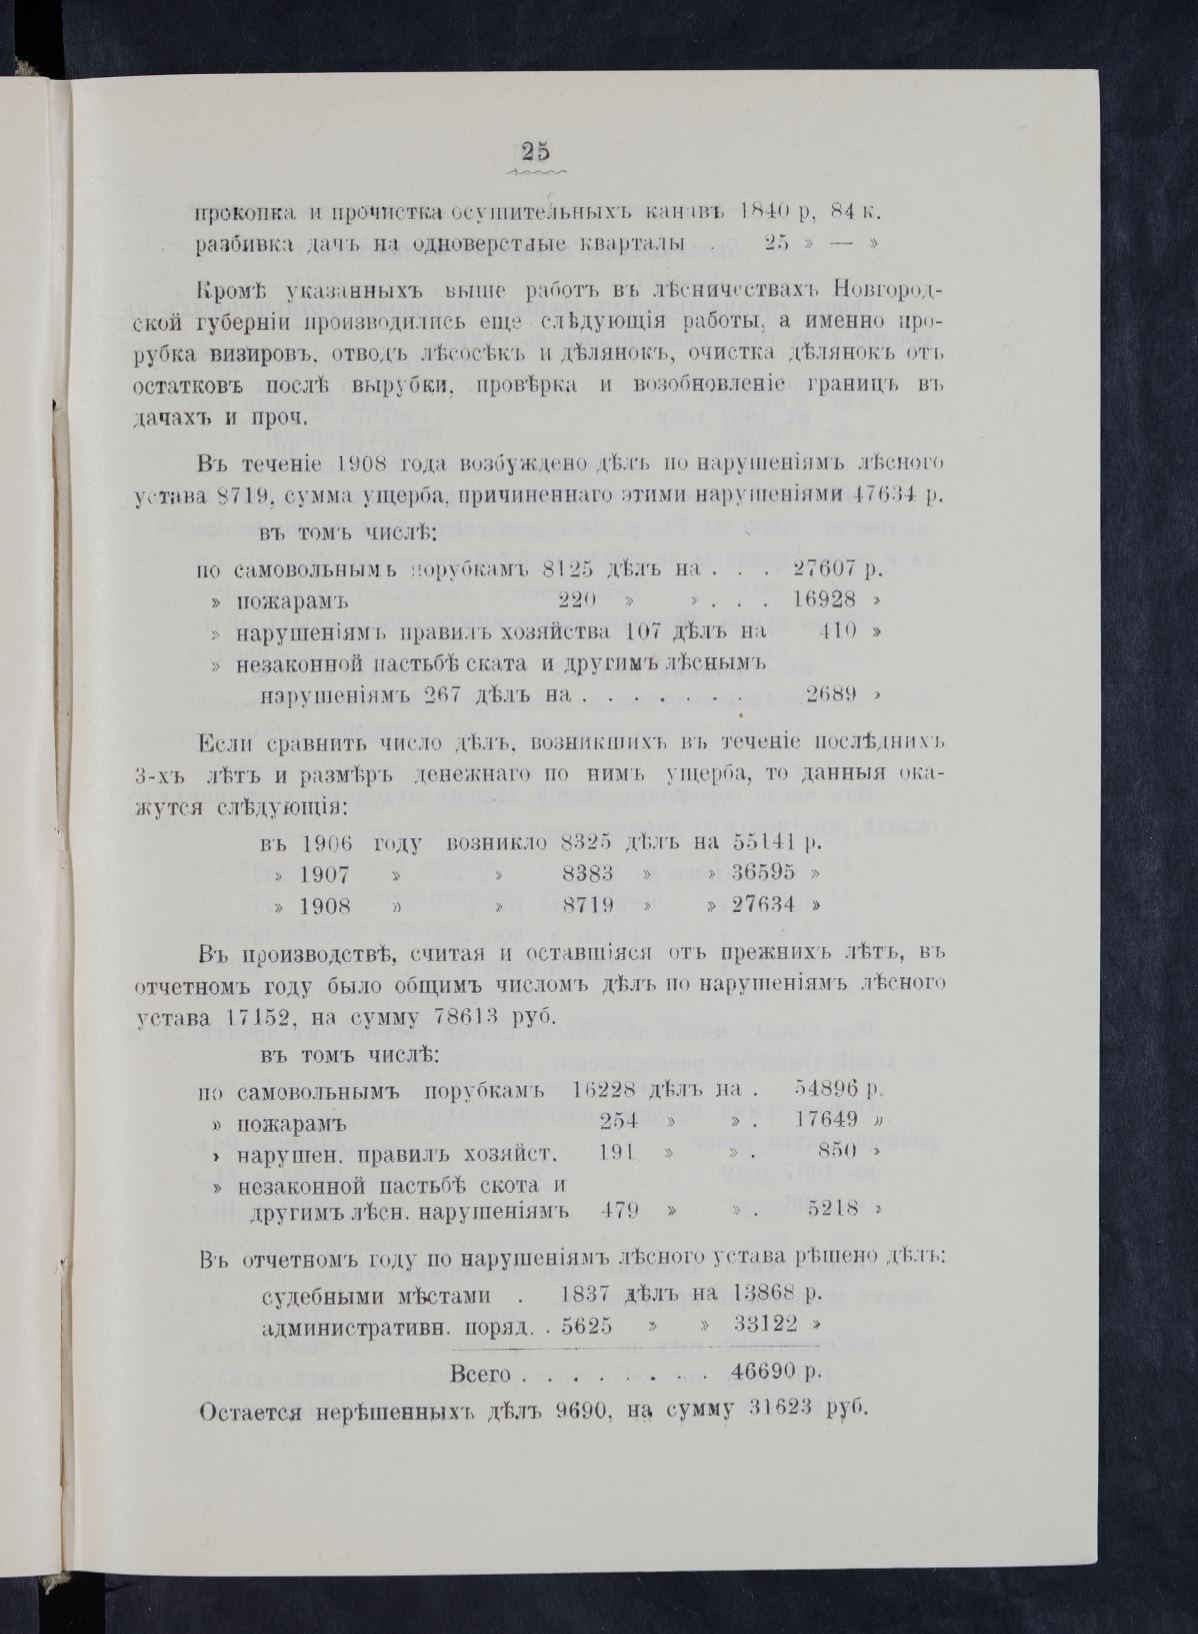 25
прокопка и прочистка осушительныхъ канавъ 1840 р, 84 к.
разбивка дачъ на одноверстные кварталы . 25 » — »
Кромѣ указанныхъ выше работъ въ лѣсничествахъ Новгород-
ской губерніи производились еще слѣдующія работы, а именно про-
рубка визировъ, отводъ лѣсосѣкъ и дѣлянокъ, очистка дѣлянокъ отъ
остатковъ послѣ вырубки, провѣрка и возобновленіе границъ въ
дачахъ и проч.
Въ теченіе 1908 года возбуждено дѣлъ по нарушеніямъ лѣсного
устава 8719, сумма ущерба, причиненнаго этими нарушеніями 47634 р.
въ томъ числѣ:
по самовольнымъ порубкамъ 8125 дѣлъ на . . . 27607 р.
» пожарамъ 220 » » . . . 16928 »
» нарушеніямъ правилъ хозяйства 107 дѣлъ на 410 »
» незаконной пастьбѣ ската и другимъ лѣснымъ
нарушеніямъ 267 дѣлъ на . . . . . . . 2689 »
Если сравнить число дѣлъ, возникшихъ въ теченіе послѣднихъ
3-хъ лѣтъ и размѣръ денежнаго по нимъ ущерба, то данныя ока-
жутся слѣдующія:
въ 1906 году возникло 8325 дѣлъ на 55141 р.
» 1907 » » 8383 » » 36595 »
» 1908 » » 8719 » » 27634 »
Въ производствѣ, считая и оставшіяся отъ прежнихъ лѣтъ, въ
отчетномъ году было общимъ числомъ дѣлъ по нарушеніямъ лѣсного
устава 17152, на сумму 78613 руб.
въ томъ числѣ:
по самовольнымъ порубкамъ 16228 дѣлъ на . 54896 р.
» пожарамъ 254 » » . 17649 »
» нарушен. правилъ хозяйст. 191 » » . 850 »
» незаконной пастьбѣ скота и
другимъ лѣсн. нарушеніямъ 479 » » . 5218 »
Въ отчетномъ году по нарушеніямъ лѣсного устава рѣшено дѣлъ:
судебными мѣстами . 1837 дѣлъ на 13868 р.
административн. поряд. . 5625 » » 33122 »
Всего . . . . . . . . 46690 р.
Остается нерѣшенныхъ дѣлъ 9690, на сумму 31623 руб.